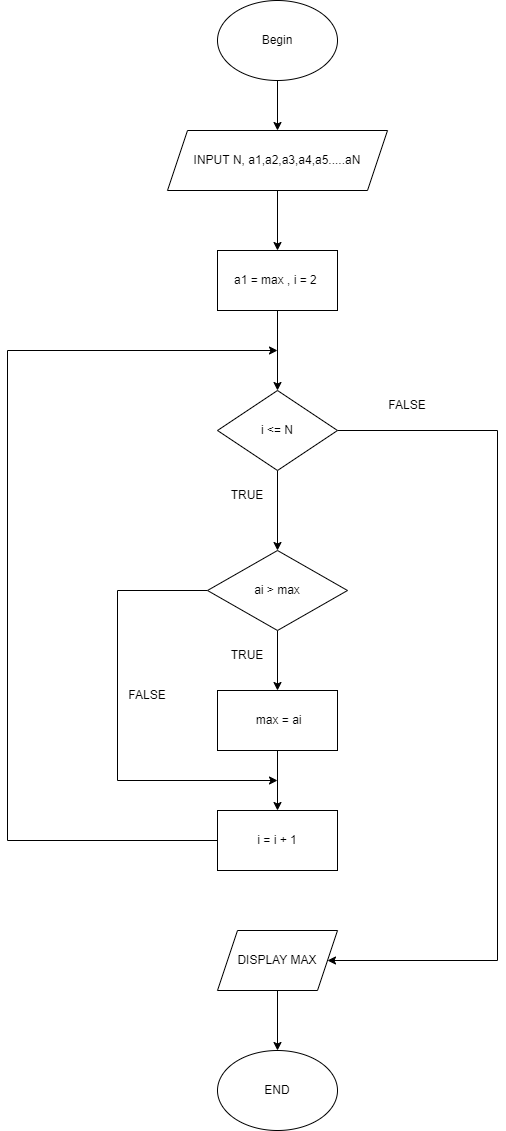 Begin
INPUT N, a1,a2,a3,a4,a5.....aN
a1 = max , i = 2
FALSE
i <= N
TRUE
ai > max
TRUE
FALSE
max = ai
i = i + 1
DISPLAY MAX
END